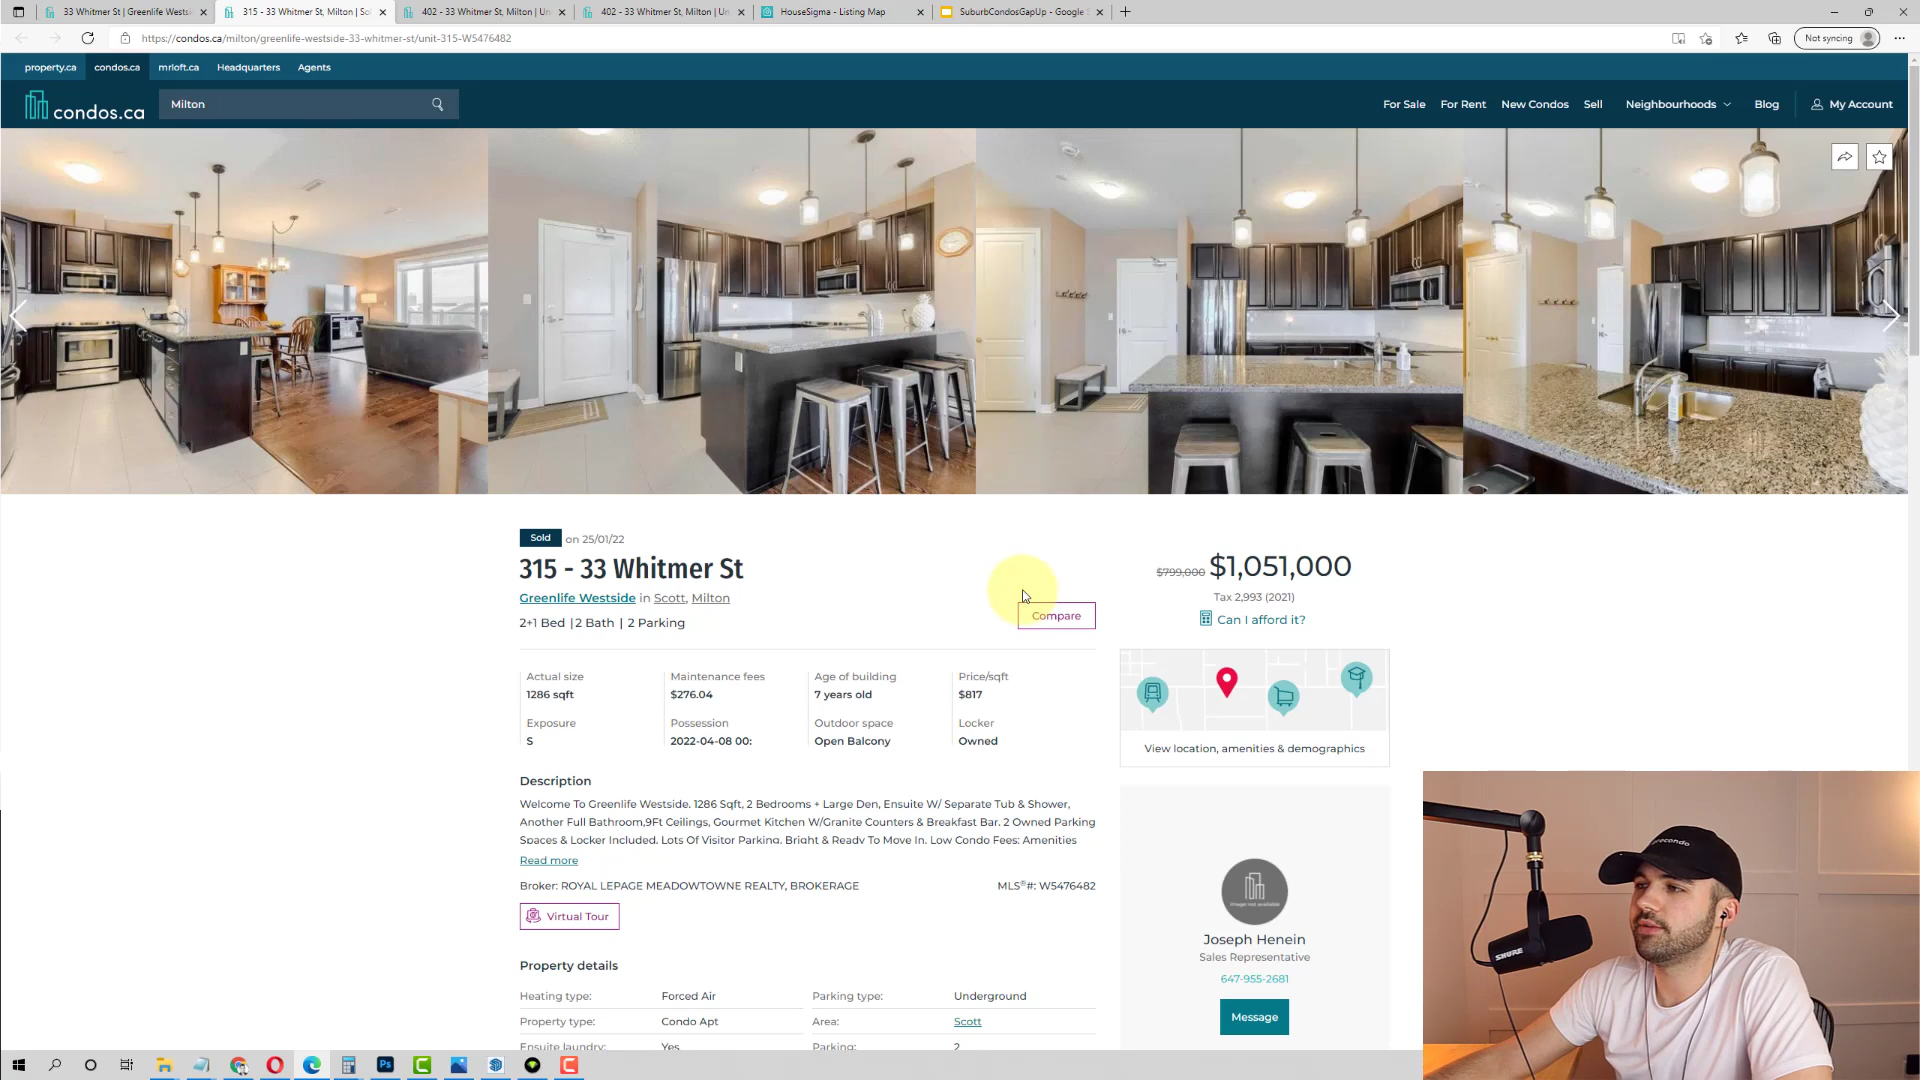 33 Whitmer St | Greenlife Westsi
315 - 33 Whitmer St, Milton | So
402 - 33 Whitmer St, Milton | Un
402 - 33 Whitmer St, Milton | Un
HouseSigma - Listing Map
SuburbCondosGapUp - Google S
https://condos.ca/milton/greenlife-westside-33-whitmer-st/unit-315-W5476482
Not syncing
property.ca
condos.ca
mrloft.ca
Headquarters
Agents
condos.ca
Milton
For Sale
For Rent
New Condos
Sell
Neighbourhoods
Blog
My Account
Sold on 25/01/22
315 - 33 Whitmer St
Greenlife Westside in Scott, Milton
2+1 Bed | 2 Bath | 2 Parking
Compare
$799,000 $1,051,000
Tax 2,993 (2021)
Can I afford it?
Actual size
1286 sqft
Maintenance fees
$276.04
Age of building
7 years old
Price/sqft
$817
Exposure
S
Possession
2022-04-08 00:
Outdoor space
Open Balcony
Locker
Owned
View location, amenities & demographics
Description
Welcome To Greenlife Westside. 1286 Sqft, 2 Bedrooms + Large Den, Ensuite W/ Separate Tub & Shower,
Another Full Bathroom,9Ft Ceilings, Gourmet Kitchen W/Granite Counters & Breakfast Bar. 2 Owned Parking
Spaces & Locker Included. Lots Of Visitor Parking. Bright & Ready To Move In. Low Condo Fees: Amenities
Read more
Broker: ROYAL LEPAGE MEADOWTOWNE REALTY, BROKERAGE
MLS®#: W5476482
Virtual Tour
Property details
Heating type: Forced Air
Parking type: Underground
Property type: Condo Apt
Area: Scott
Ensuite laundry: Yes
Parking: 2
Image not available
Joseph Henein
Sales Representative
647-955-2681
Message
SHURE
Ps